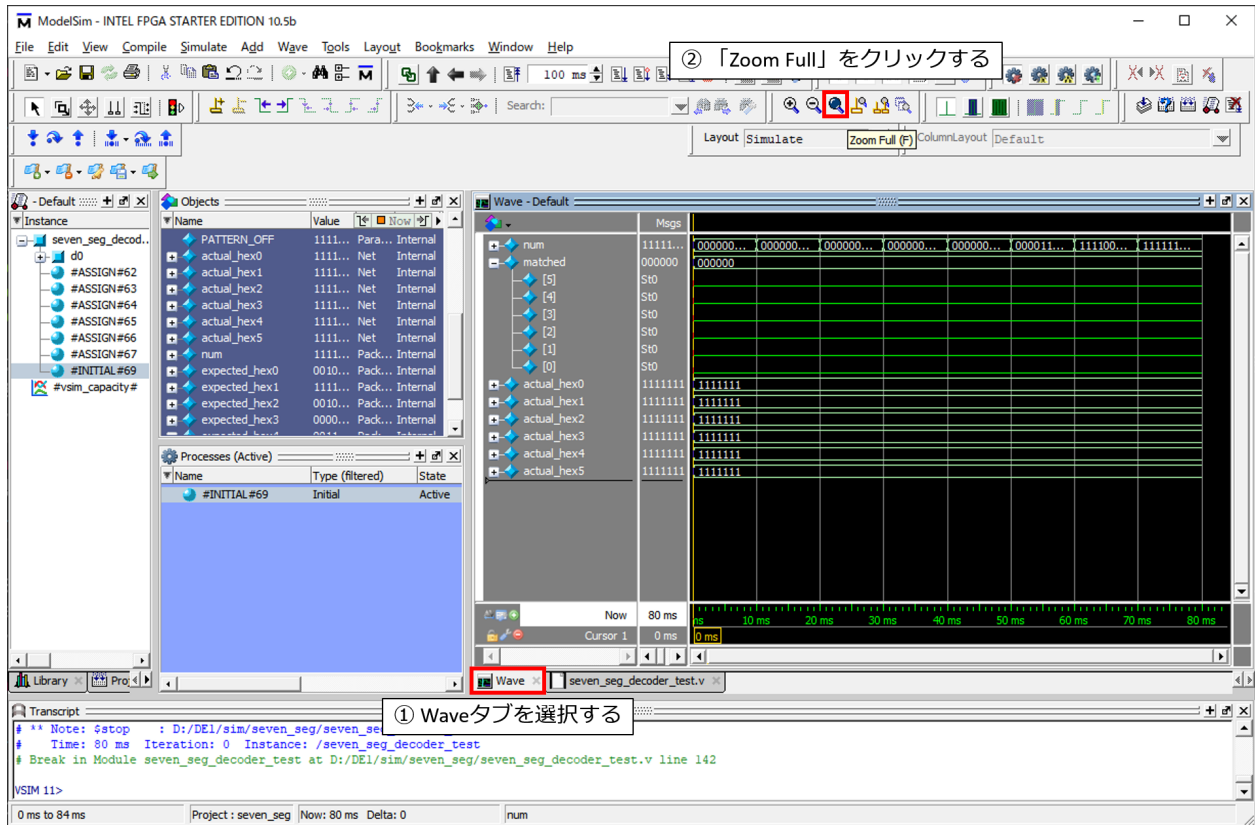 ModelSim - INTEL FPGA STARTER EDITION 10.5b
File Edit View Compile Simulate Add Wave Tools Layout Bookmarks Window Help
② 「Zoom Full」をクリックする
100 ms
Search:
Layout Simulate
Zoom Full (F)
ColumnLayout Default
- Default
Instance
seven_seg_decod..
d0
#ASSIGN#62
#ASSIGN#63
#ASSIGN#64
#ASSIGN#65
#ASSIGN#66
#ASSIGN#67
#INITIAL#69
#vsim_capacity#
Library
Pro
Objects
Name Value Now
PATTERN_OFF 1111... Para... Internal
actual_hex0 1111... Net Internal
actual_hex1 1111... Net Internal
actual_hex2 1111... Net Internal
actual_hex3 1111... Net Internal
actual_hex4 1111... Net Internal
actual_hex5 1111... Net Internal
num 1111... Pack... Internal
expected_hex0 0010... Pack... Internal
expected_hex1 1111... Pack... Internal
expected_hex2 0010... Pack... Internal
expected_hex3 0000... Pack... Internal
Processes (Active)
Name Type (filtered) State
#INITIAL#69 Initial Active
Wave - Default
Msgs
num 11111... 000000... 000000... 000000... 000000... 000000... 000011... 111100... 111111...
matched 000000 000000
[5] St0
[4] St0
[3] St0
[2] St0
[1] St0
[0] St0
actual_hex0 1111111 1111111
actual_hex1 1111111 1111111
actual_hex2 1111111 1111111
actual_hex3 1111111 1111111
actual_hex4 1111111 1111111
actual_hex5 1111111 1111111
Now 80 ms
ns 10 ms 20 ms 30 ms 40 ms 50 ms 60 ms 70 ms 80 ms
Cursor 1 0 ms 0 ms
Wave
seven_seg_decoder_test.v
① Waveタブを選択する
Transcript
# ** Note: $stop : D:/DE1/sim/seven_seg/seven_se
# Time: 80 ms Iteration: 0 Instance: /seven_seg_decoder_test
# Break in Module seven_seg_decoder_test at D:/DE1/sim/seven_seg/seven_seg_decoder_test.v line 142
VSIM 11>
0 ms to 84 ms
Project : seven_seg Now: 80 ms Delta: 0
num